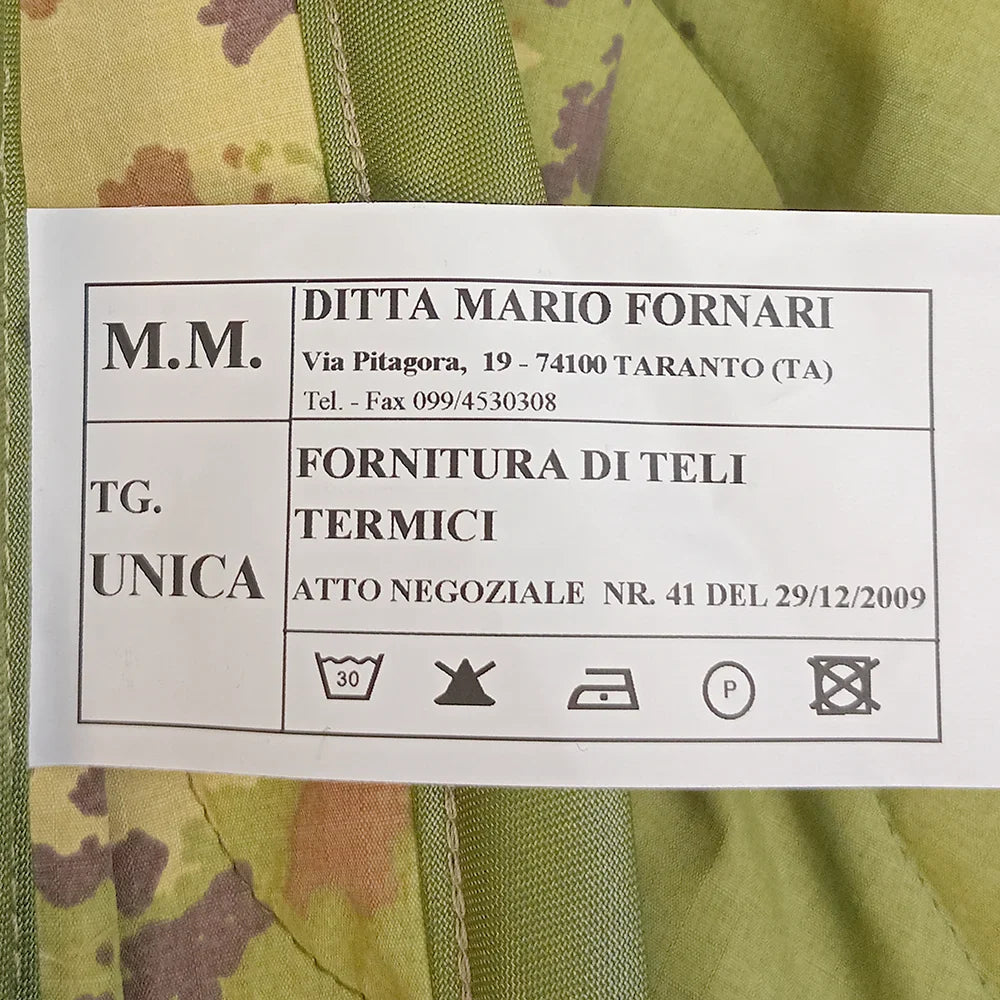 M.M.
DITTA MARIO FORNARI
Via Pitagora, 19 - 74100 TARANTO (TA)
Tel. - Fax 099/4530308
TG.
UNICA
FORNITURA DI TELI
TERMICI
ATTO NEGOZIALE NR. 41 DEL 29/12/2009
30
P